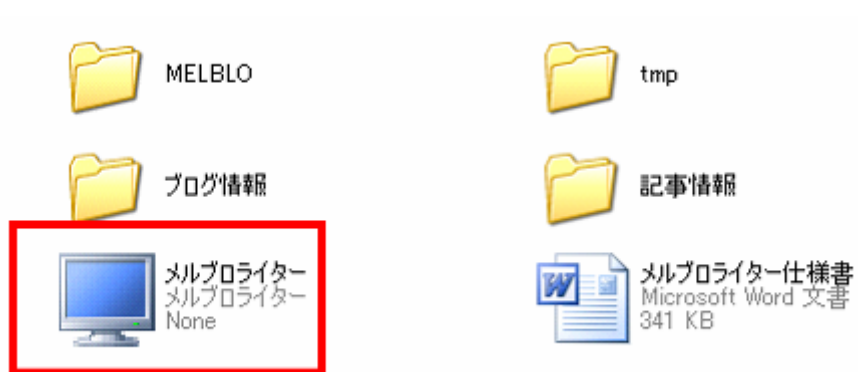 MELBLO
tmp
ブログ情報
記事情報
メルブロライター
メルブロライター
None
メルブロライター仕様書
Microsoft Word 文書
341 KB